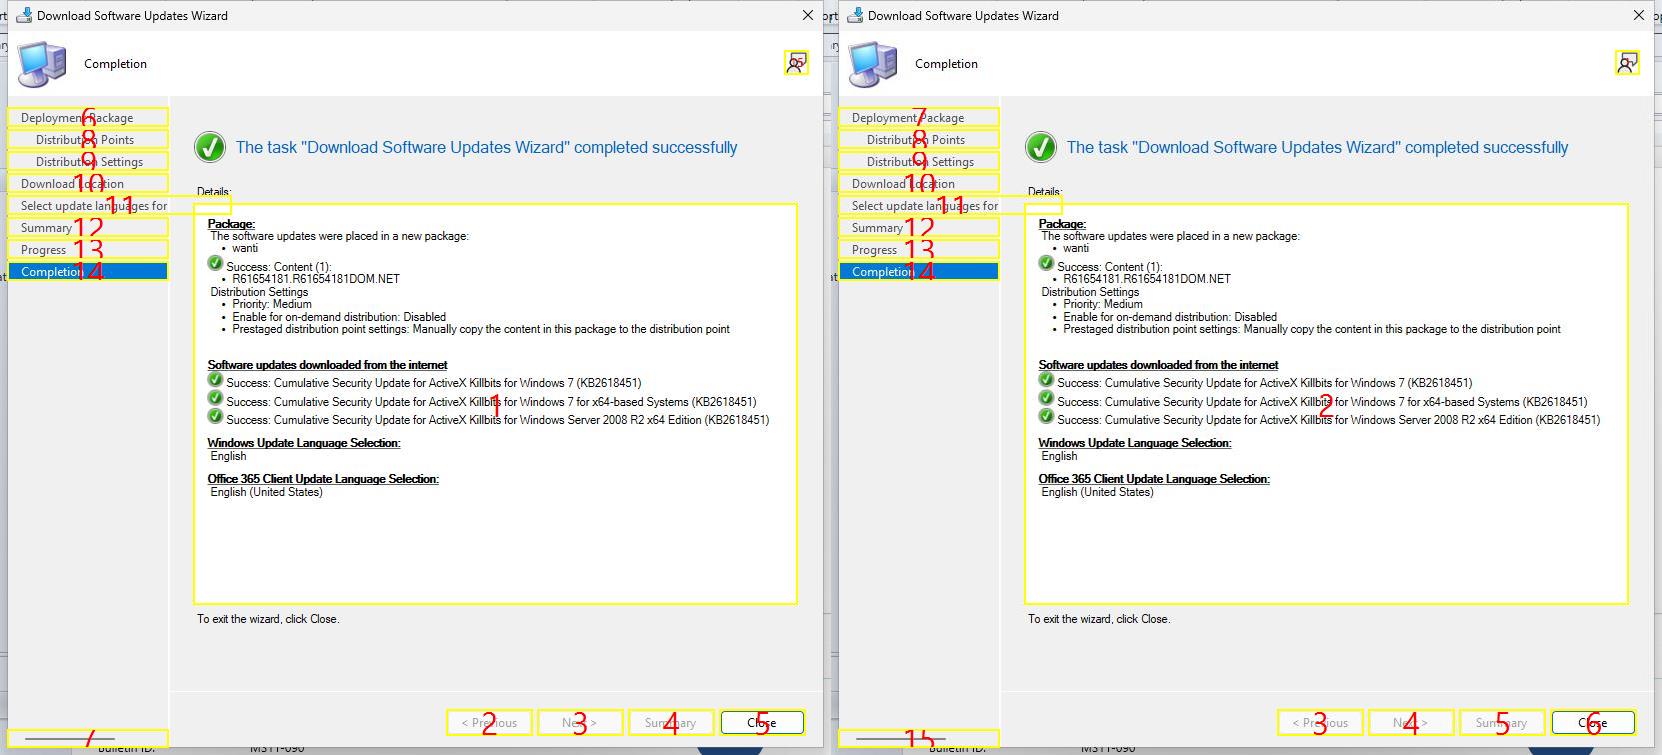 Download Software Updates Wizard
Completion
15
Deployment Package
6
Distribution Points
8
Distribution Settings
9
Download Location
10
Select update languages for
11
Summary
12
Progress
13
Completion
14
7
The task "Download Software Updates Wizard" completed successfully
Details:
Package:
The software updates were placed in a new package:
• wanti
Success: Content (1):
• R61654181.R61654181DOM.NET
Distribution Settings
• Priority: Medium
• Enable for on-demand distribution: Disabled
• Prestaged distribution point settings: Manually copy the content in this package to the distribution point
Software updates downloaded from the internet
Success: Cumulative Security Update for ActiveX Killbits for Windows 7 (KB2618451)
Success: Cumulative Security Update for ActiveX Killbits for Windows 7 for x64-based Systems (KB2618451)
1
Success: Cumulative Security Update for ActiveX Killbits for Windows Server 2008 R2 x64 Edition (KB2618451)
Windows Update Language Selection:
English
Office 365 Client Update Language Selection:
English (United States)
To exit the wizard, click Close.
< Previous
2
Next >
3
Summary
4
Close
5
Bulletin ID:
MS11-090
Download Software Updates Wizard
Completion
Deployment Package
7
Distribution Points
8
Distribution Settings
9
Download Location
10
Select update languages for
11
Summary
12
Progress
13
Completion
14
15
The task "Download Software Updates Wizard" completed successfully
Details:
Package:
The software updates were placed in a new package:
• wanti
Success: Content (1):
• R61654181.R61654181DOM.NET
Distribution Settings
• Priority: Medium
• Enable for on-demand distribution: Disabled
• Prestaged distribution point settings: Manually copy the content in this package to the distribution point
Software updates downloaded from the internet
Success: Cumulative Security Update for ActiveX Killbits for Windows 7 (KB2618451)
Success: Cumulative Security Update for ActiveX Killbits for Windows 7 for x64-based Systems (KB2618451)
2
Success: Cumulative Security Update for ActiveX Killbits for Windows Server 2008 R2 x64 Edition (KB2618451)
Windows Update Language Selection:
English
Office 365 Client Update Language Selection:
English (United States)
To exit the wizard, click Close.
< Previous
3
Next >
4
Summary
5
Close
6
Bulletin ID:
MS11-090